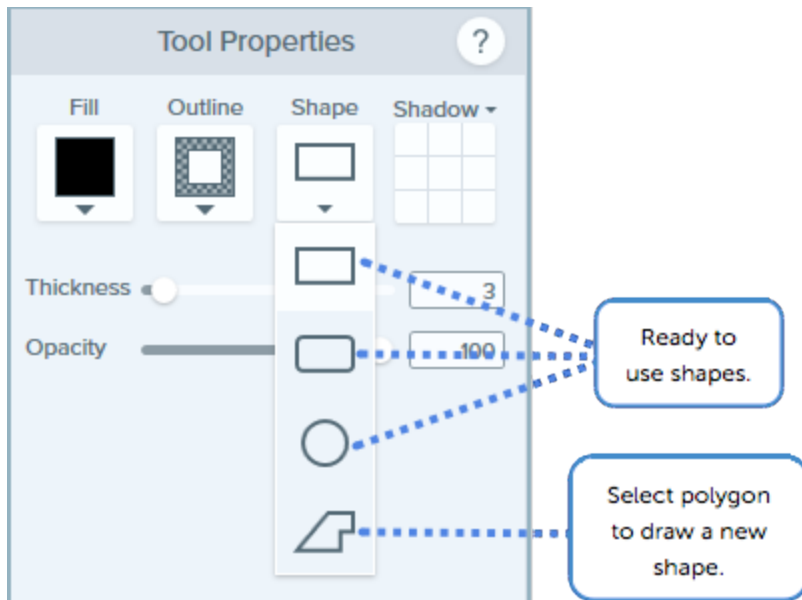 Tool Properties ?
Fill Outline Shape Shadow
Thickness 3
Opacity 100
Ready to
use shapes.
Select polygon
to draw a new
shape.